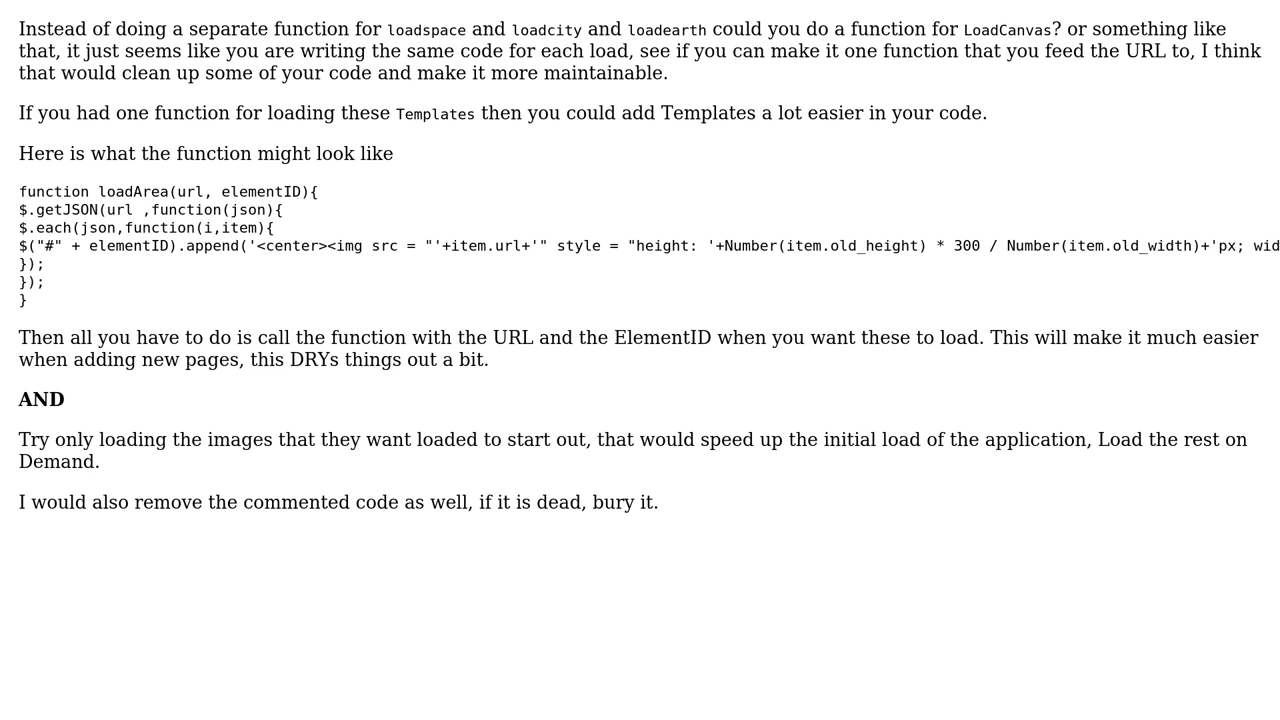 Instead of doing a separate function for loadspace and loadcity and loadearth could you do a function for LoadCanvas? or something like
that, it just seems like you are writing the same code for each load, see if you can make it one function that you feed the URL to, I think
that would clean up some of your code and make it more maintainable.
If you had one function for loading these Templates then you could add Templates a lot easier in your code.
Here is what the function might look like
function loadArea(url, elementID){
$.getJSON(url ,function(json){
$.each(json,function(i,item){
$("#" + elementID).append('<center><img src = "'+item.url+'" style = "height: '+Number(item.old_height) * 300 / Number(item.old_width)+'px; wid
});
});
}
Then all you have to do is call the function with the URL and the ElementID when you want these to load. This will make it much easier
when adding new pages, this DRYs things out a bit.
AND
Try only loading the images that they want loaded to start out, that would speed up the initial load of the application, Load the rest on
Demand.
I would also remove the commented code as well, if it is dead, bury it.